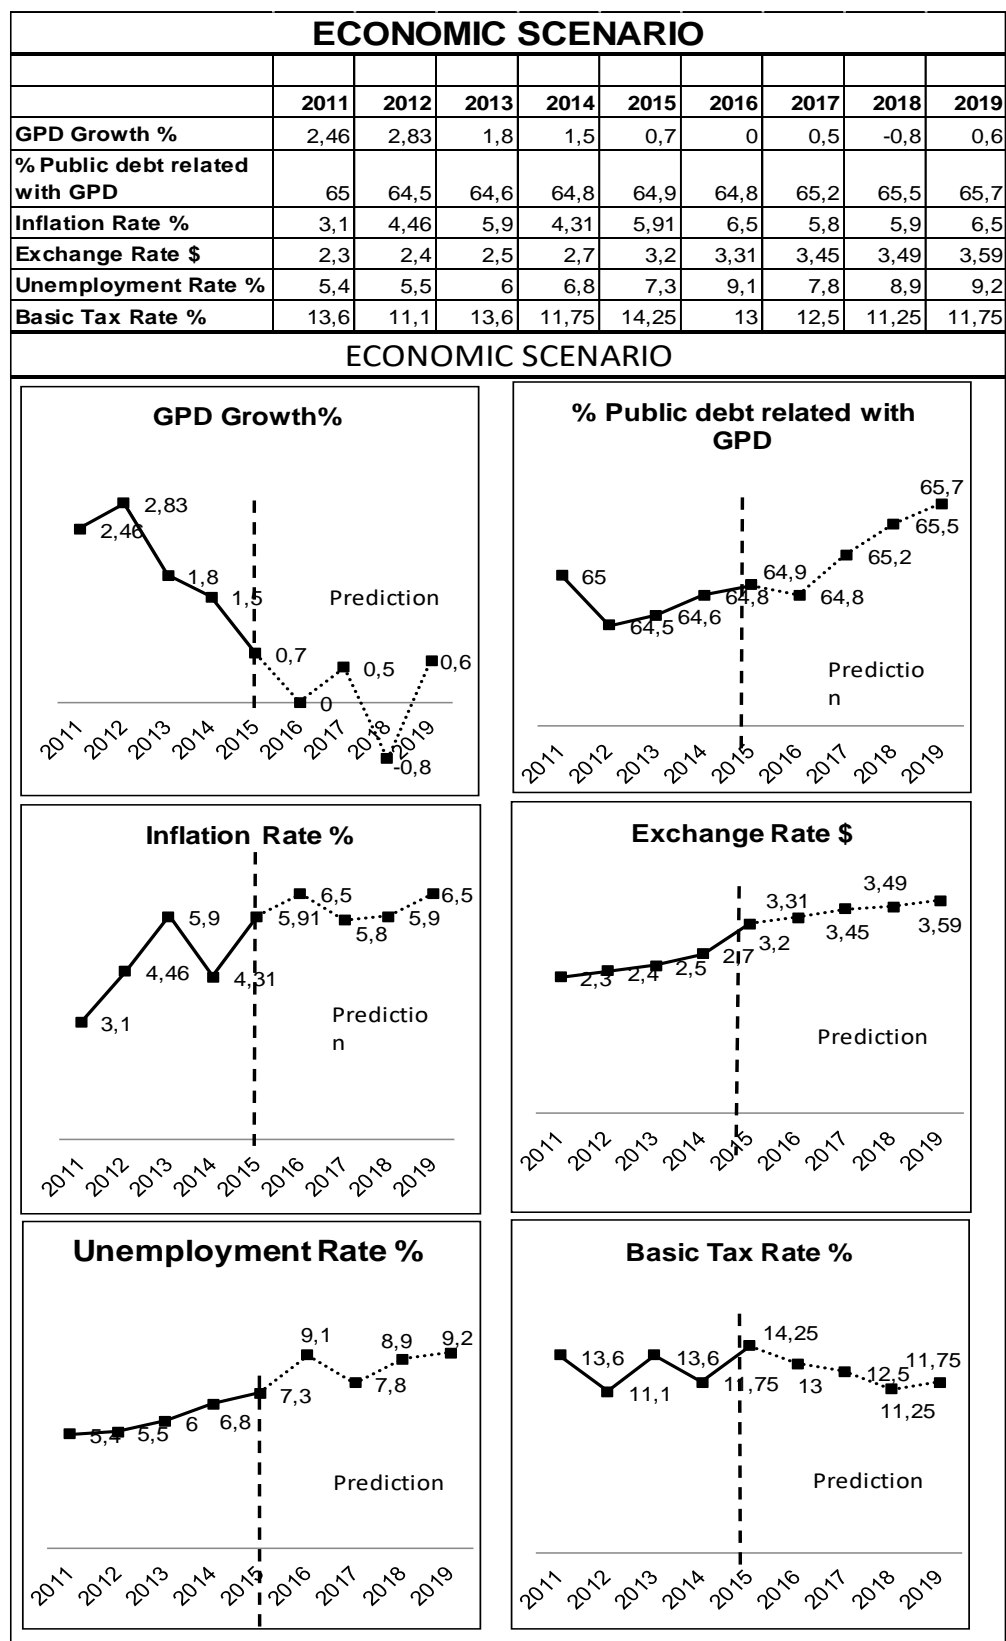 ECONOMIC SCENARIO
2011 2012 2013 2014 2015 2016 2017 2018 2019
GPD Growth % 2,46 2,83 1,8 1,5 0,7 0 0,5 -0,8 0,6
% Public debt related
with GPD 65 64,5 64,6 64,8 64,9 64,8 65,2 65,5 65,7
Inflation Rate % 3,1 4,46 5,9 4,31 5,91 6,5 5,8 5,9 6,5
Exchange Rate $ 2,3 2,4 2,5 2,7 3,2 3,31 3,45 3,49 3,59
Unemployment Rate % 5,4 5,5 6 6,8 7,3 9,1 7,8 8,9 9,2
Basic Tax Rate % 13,6 11,1 13,6 11,75 14,25 13 12,5 11,25 11,75
ECONOMIC SCENARIO
GPD Growth%
2,46 2,83 1,8 1,5 0,7 0 0,5 -0,8 0,6
Prediction
2011 2012 2013 2014 2015 2016 2017 2018 2019
% Public debt related with
GPD
65 64,5 64,6 64,8 64,9 64,8 65,2 65,5 65,7
Predictio
n
2011 2012 2013 2014 2015 2016 2017 2018 2019
Inflation Rate %
3,1 4,46 5,9 4,31 5,91 6,5 5,8 5,9 6,5
Predictio
n
2011 2012 2013 2014 2015 2016 2017 2018 2019
Exchange Rate $
2,3 2,4 2,5 2,7 3,2 3,31 3,45 3,49 3,59
Prediction
2011 2012 2013 2014 2015 2016 2017 2018 2019
Unemployment Rate %
5,4 5,5 6 6,8 7,3 9,1 7,8 8,9 9,2
Prediction
2011 2012 2013 2014 2015 2016 2017 2018 2019
Basic Tax Rate %
13,6 11,1 13,6 11,75 14,25 13 12,5 11,25 11,75
Prediction
2011 2012 2013 2014 2015 2016 2017 2018 2019